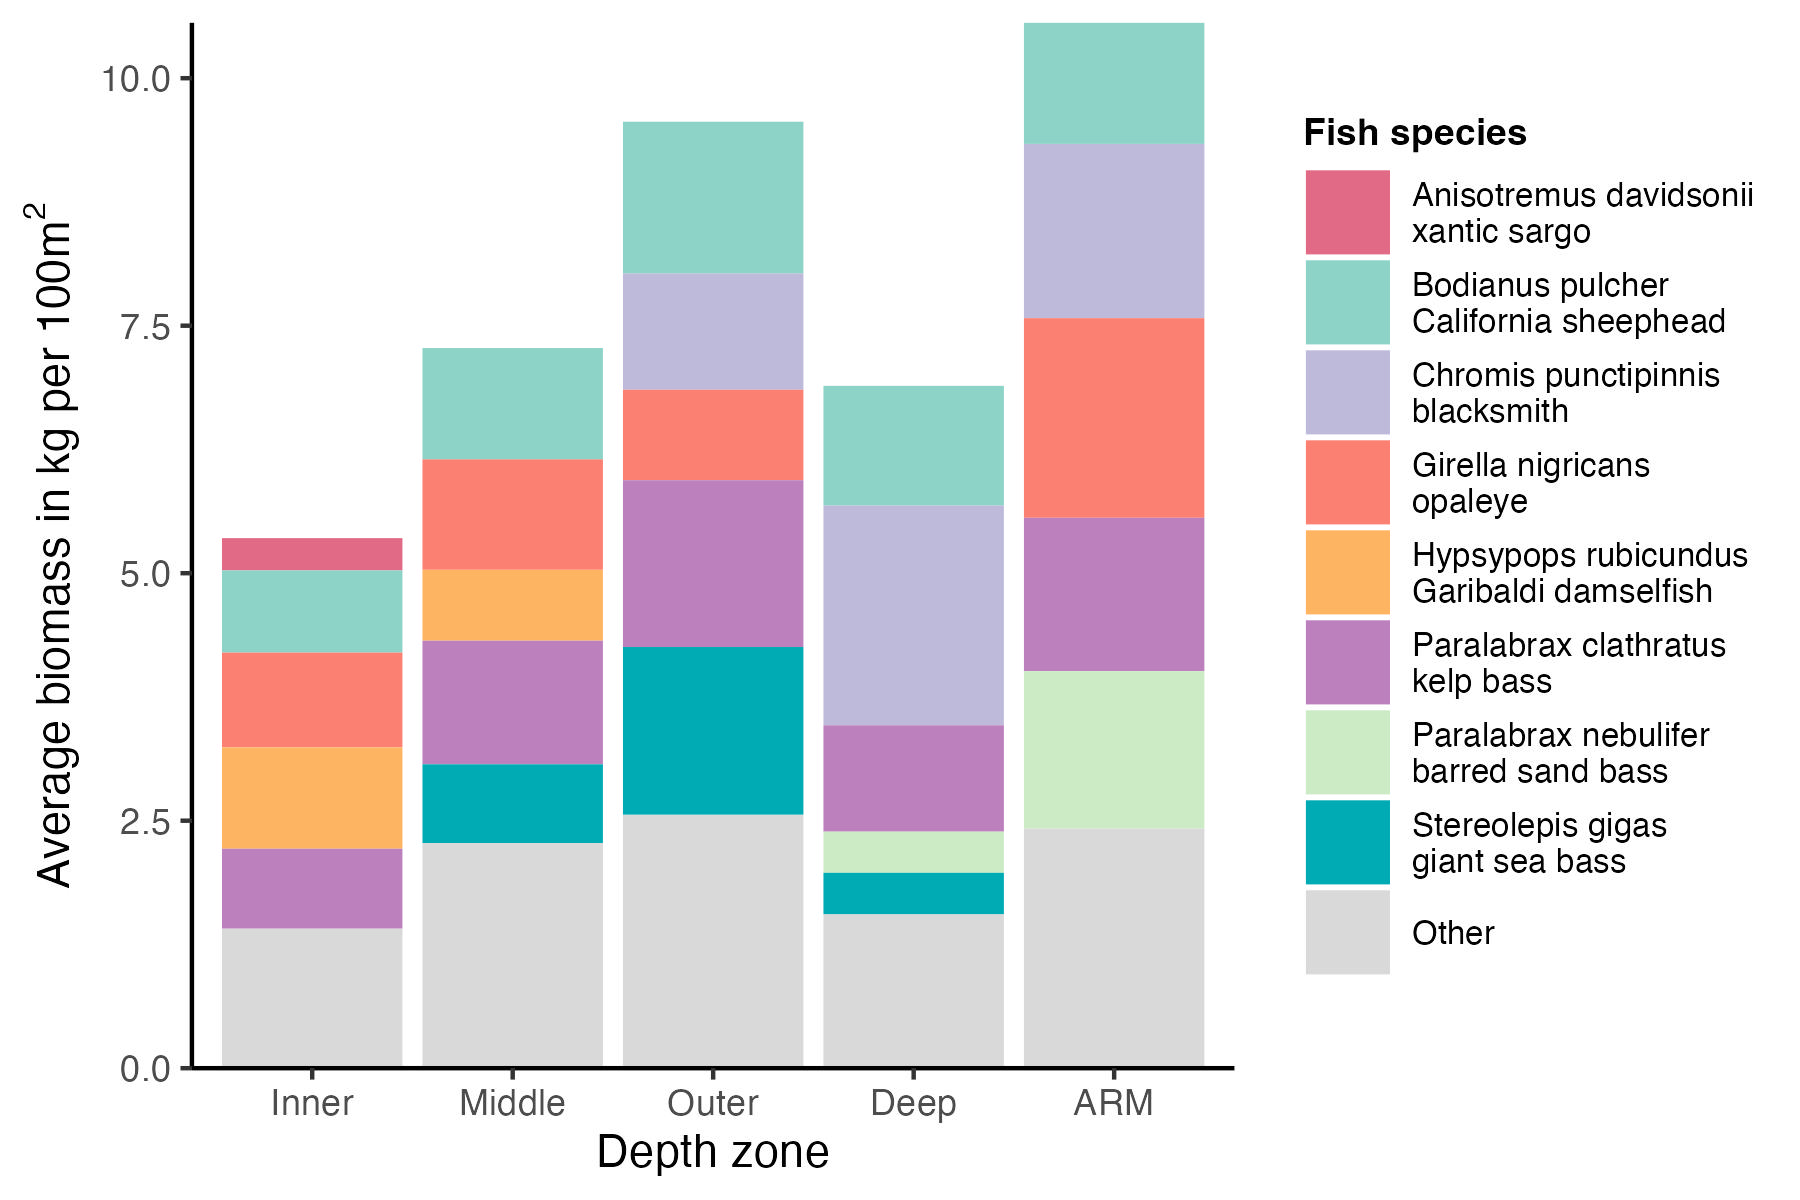 Average biomass in kg per 100m²
10.0
7.5
5.0
2.5
0.0
Inner
Middle
Outer
Deep
ARM
Depth zone
Fish species
Anisotremus davidsonii
xantic sargo
Bodianus pulcher
California sheephead
Chromis punctipinnis
blacksmith
Girella nigricans
opaleye
Hypsypops rubicundus
Garibaldi damselfish
Paralabrax clathratus
kelp bass
Paralabrax nebulifer
barred sand bass
Stereolepis gigas
giant sea bass
Other